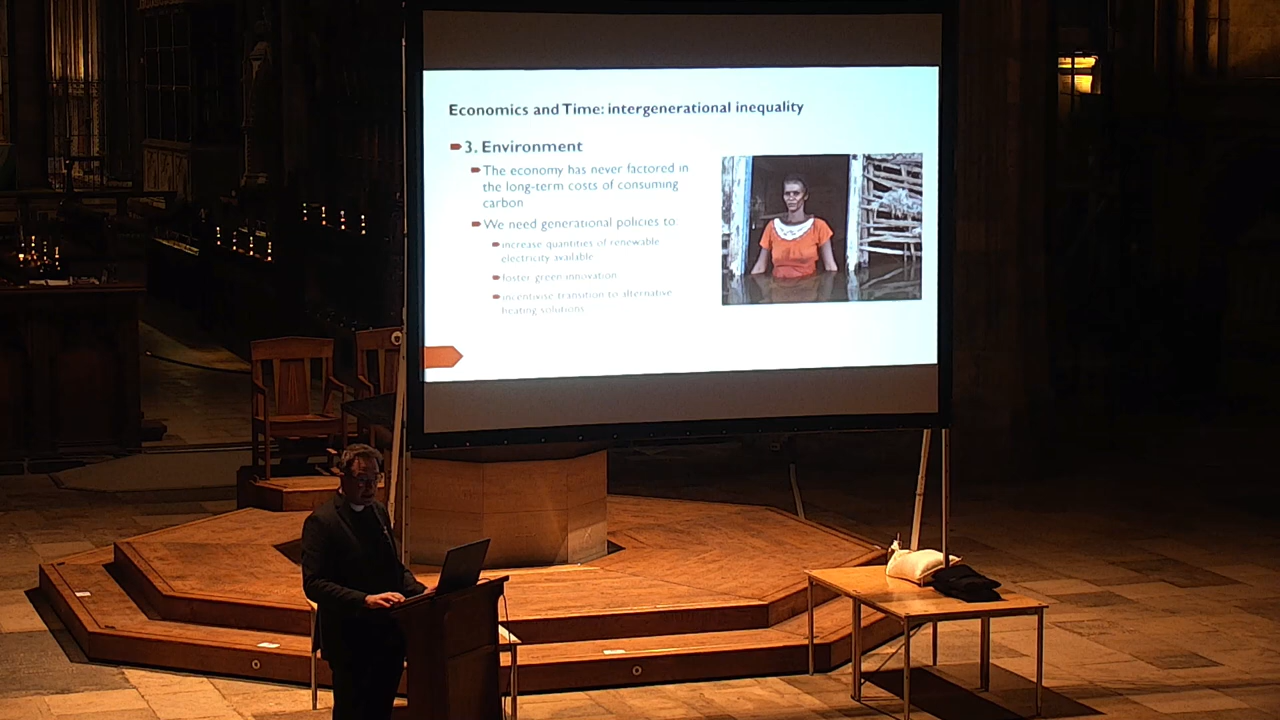 Economics and Time: intergenerational inequality
3. Environment
The economy has never factored in
the long-term costs of consuming
carbon
We need generational policies to
increase quantities of renewable
electricity available
foster green innovation
incentivise transition to alternative
heating solutions